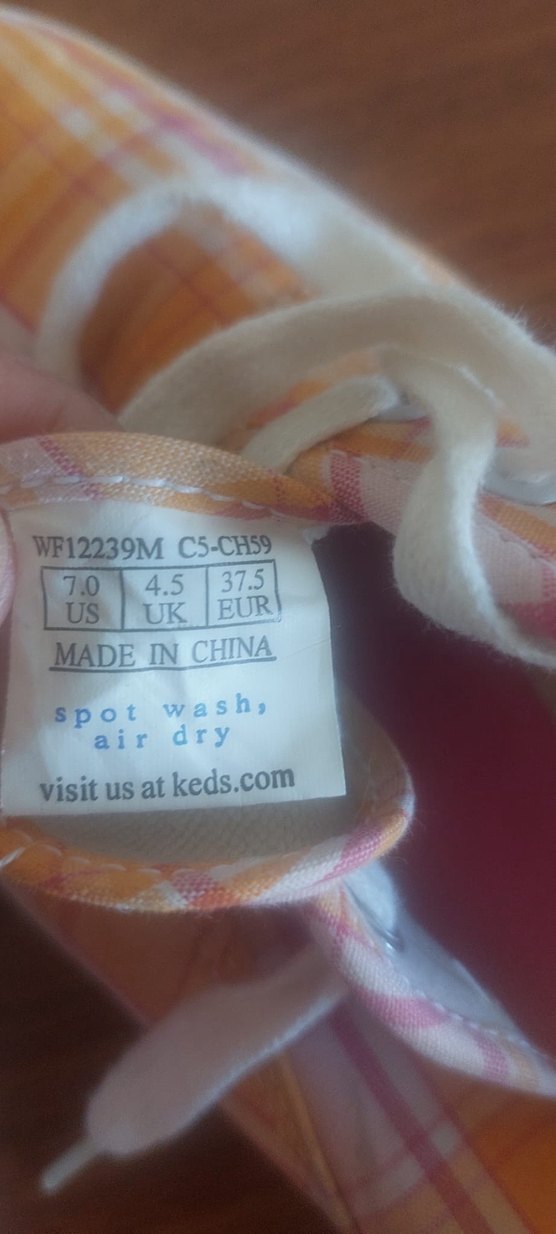 WF12239M C5-CH59
7.0 4.5 37.5
US UK EUR
MADE IN CHINA
spot wash,
air dry
visit us at keds.com